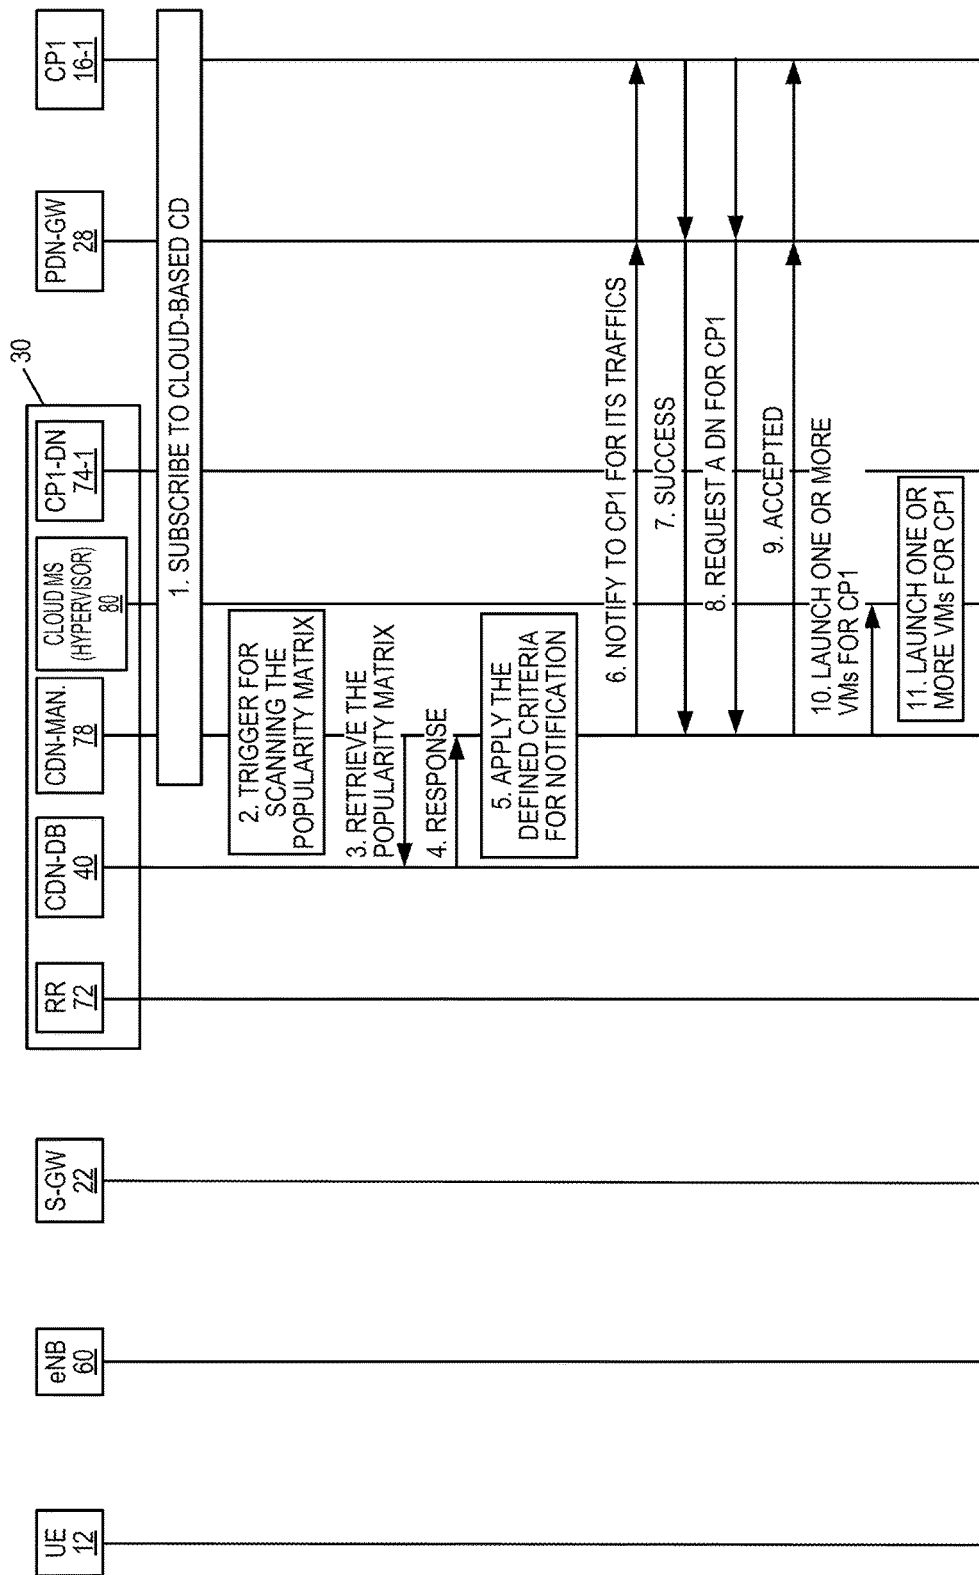 UE
12
eNB
60
S-GW
22
30
RR
72
CDN-DB
40
CDN-MAN.
78
CLOUD MS
(HYPERVISOR)
80
CP1-DN
74-1
PDN-GW
28
CP1
16-1
1. SUBSCRIBE TO CLOUD-BASED CD
2. TRIGGER FOR
SCANNING THE
POPULARITY MATRIX
3. RETRIEVE THE
POPULARITY MATRIX
4. RESPONSE
5. APPLY THE
DEFINED CRITERIA
FOR NOTIFICATION
6. NOTIFY TO CP1 FOR ITS TRAFFICS
7. SUCCESS
8. REQUEST A DN FOR CP1
9. ACCEPTED
10. LAUNCH ONE OR MORE
VMs FOR CP1
11. LAUNCH ONE OR
MORE VMs FOR CP1